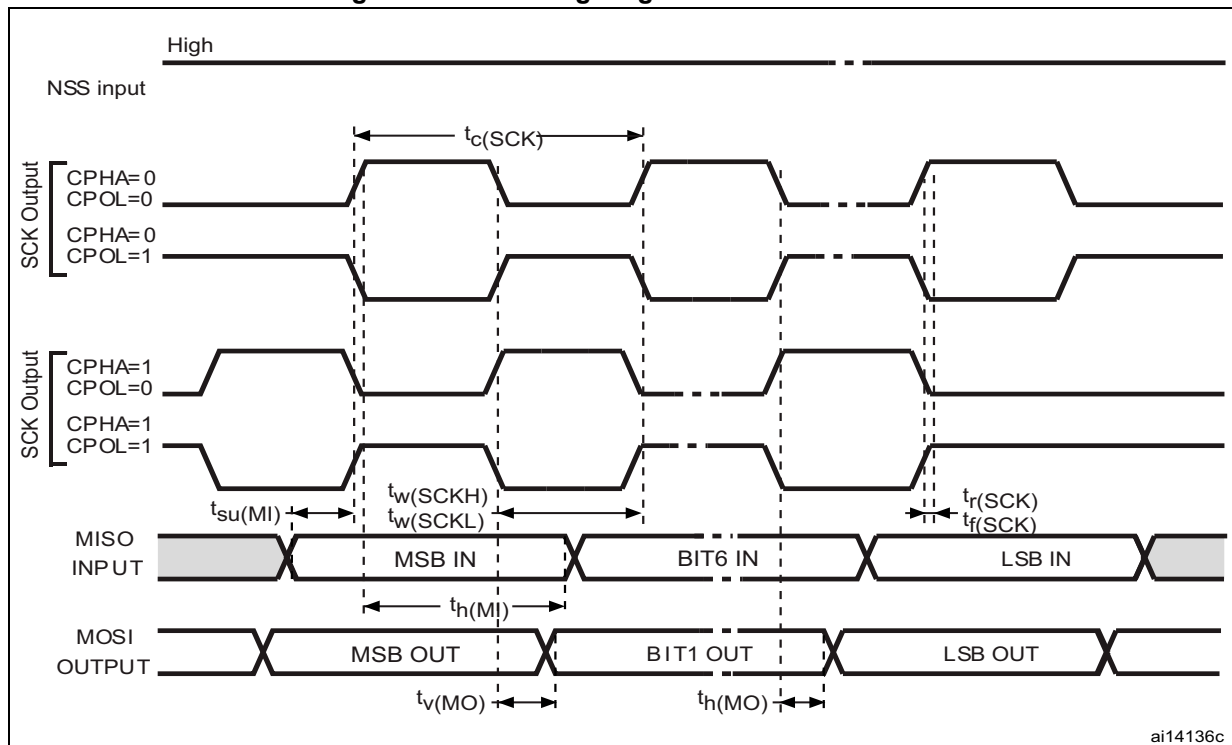 High
NSS input
tc(SCK)
SCK Output
CPHA=0
CPOL=0
CPHA=0
CPOL=1
SCK Output
CPHA=1
CPOL=0
CPHA=1
CPOL=1
tsu(MI)
tw(SCKH)
tw(SCKL)
tr(SCK)
tf(SCK)
MISO
INPUT
MSB IN
BIT6 IN
LSB IN
th(MI)
MOSI
OUTPUT
MSB OUT
BIT1 OUT
LSB OUT
tv(MO)
th(MO)
ai14136c